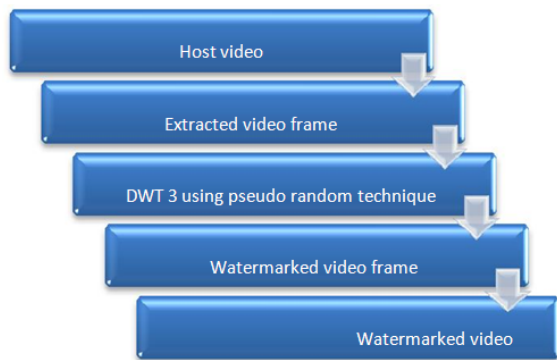 Host video
Extracted video frame
DWT 3 using pseudo random technique
Watermarked video frame
Watermarked video